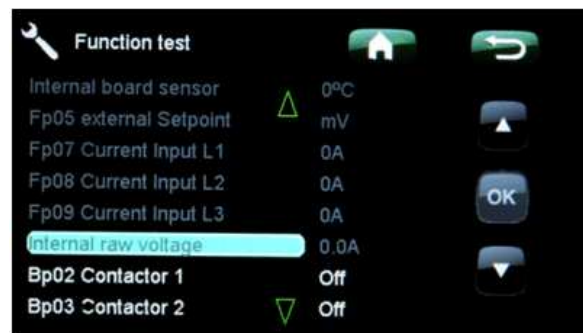 Function test
Internal board sensor 0ºC
Fp05 external Setpoint mV
Fp07 Current Input L1 0A
Fp08 Current Input L2 0A
Fp09 Current Input L3 0A
OK
Internal raw voltage 0.0A
Bp02 Contactor 1 Off
Bp03 Contactor 2 Off